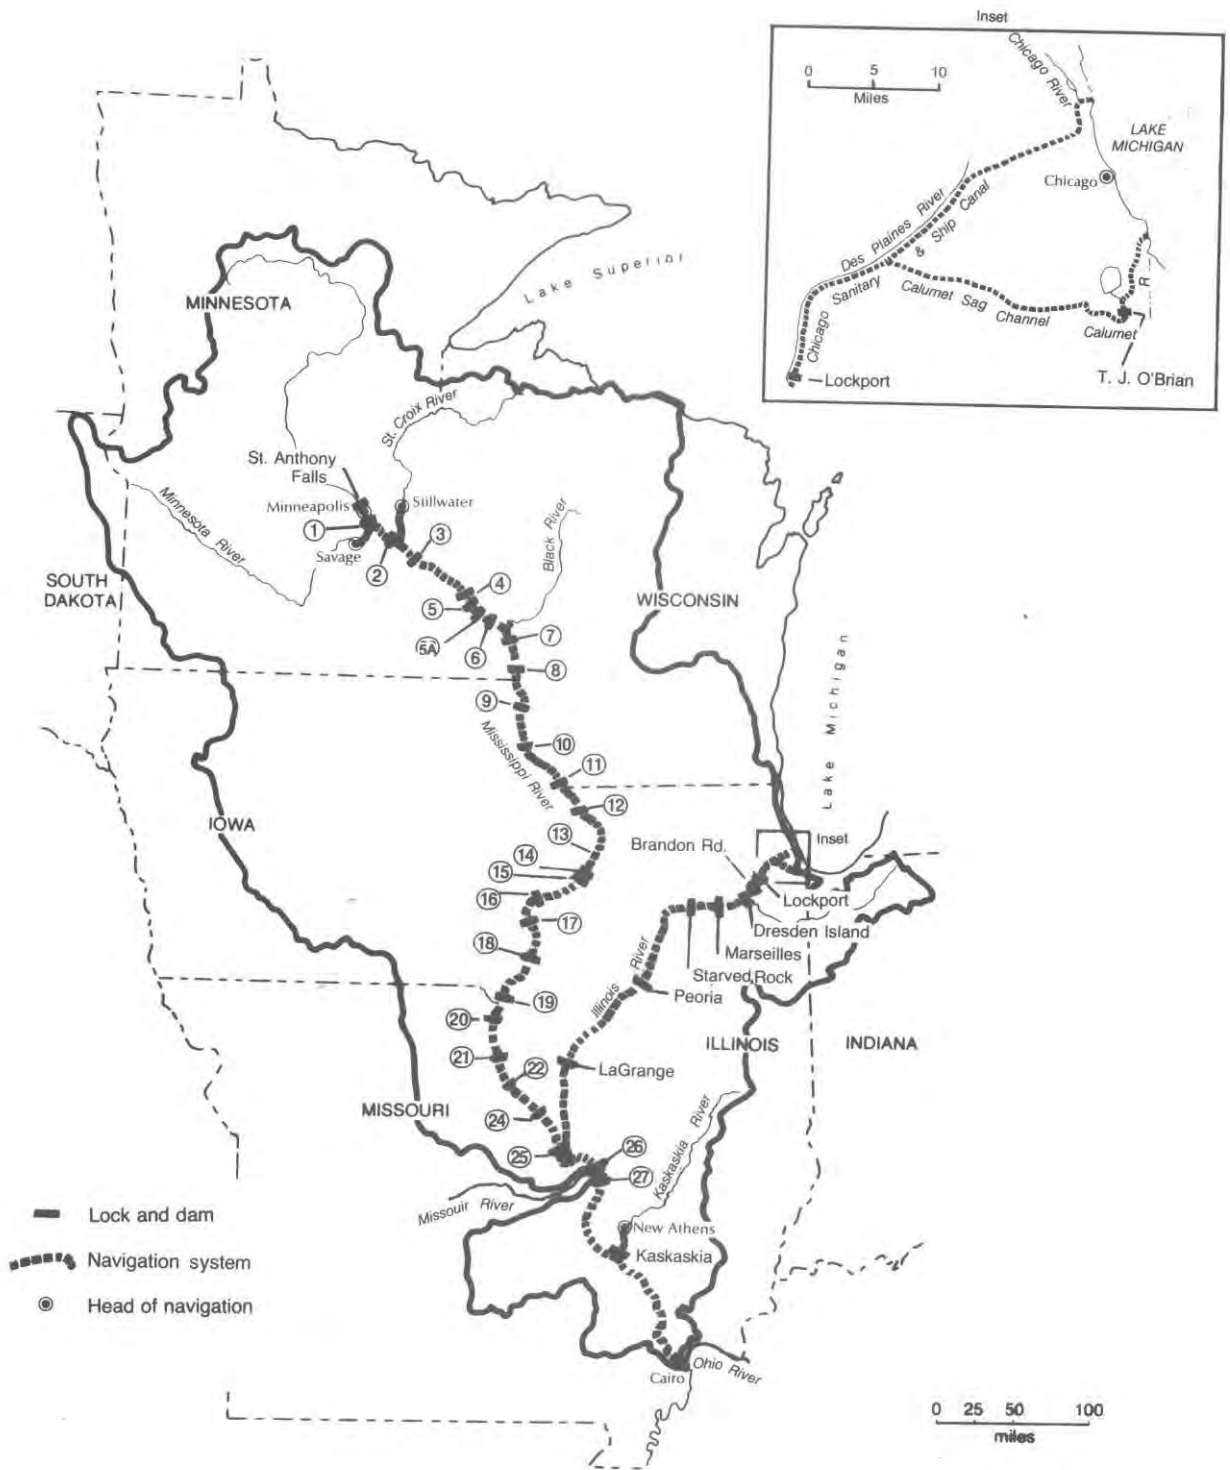 Inset
0 5 10
Miles
Chicago River
LAKE
MICHIGAN
Chicago
Des Plaines River
Chicago Sanitary & Ship Canal
Calumet Sag Channel
Calumet R
Lockport
T. J. O'Brian
MINNESOTA
Lake Superior
St. Croix River
St. Anthony
Falls
Minneapolis
Stillwater
Minnesota River
Savage
1
2
3
Black River
SOUTH
DAKOTA
4
5
5A
6
7
WISCONSIN
8
9
Mississippi River
10
11
12
Lake Michigan
IOWA
13
14
15
16
17
18
Brandon Rd.
Inset
Lockport
Dresden Island
Marseilles
Starved Rock
Peoria
Illinois River
19
20
21
22
24
25
26
27
ILLINOIS
INDIANA
LaGrange
MISSOURI
Kaskaskia River
Missouir River
New Athens
Kaskaskia
Lock and dam
Navigation system
Head of navigation
Cairo
Ohio River
0 25 50 100
miles